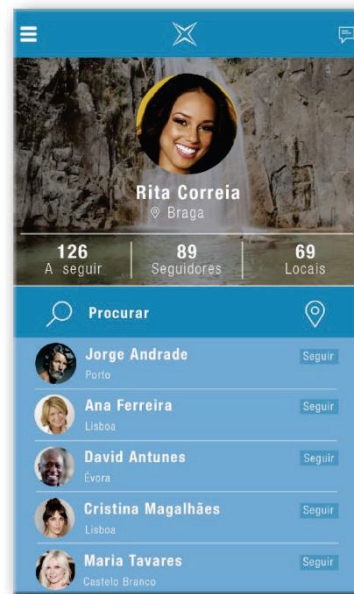 Rita Correia
Braga
126 89 69
A seguir Seguidores Locais
Procurar
Jorge Andrade Seguir
Porto
Ana Ferreira Seguir
Lisboa
David Antunes Seguir
Évora
Cristina Magalhães Seguir
Lisboa
Maria Tavares Seguir
Castelo Branco